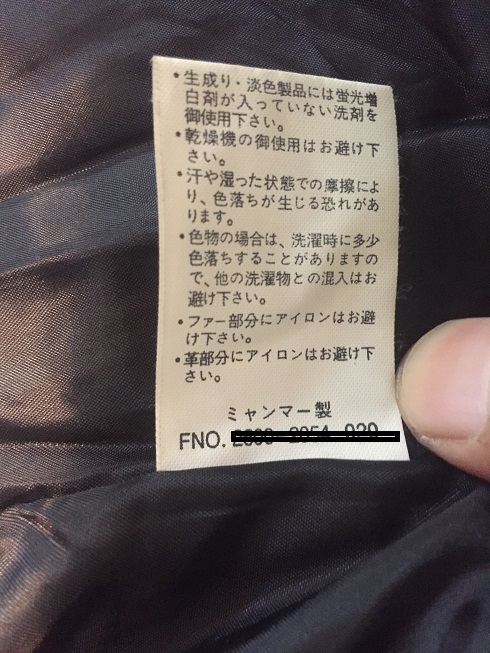 ・生成り・淡色製品には蛍光増
白剤が入っていない洗剤を
御使用下さい。
・乾燥機の御使用はお避け下
さい。
・汗や湿った状態での摩擦によ
り、色落ちが生じる恐れがあ
ります。
・色物の場合は、洗濯時に多少
色落ちすることがありますの
で、他の洗濯物との混入はお
避け下さい。
・ファー部分にアイロンはお避
け下さい。
・革部分にアイロンはお避け下
さい。
ミャンマー製
FNO.